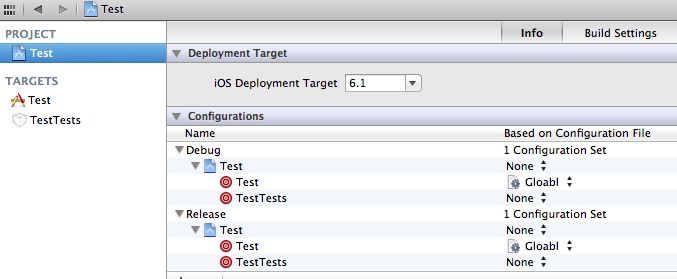 Test
PROJECT
Test
TARGETS
Test
TestTests
Info Build Settings
Deployment Target
iOS Deployment Target 6.1
Configurations
Name Based on Configuration File
Debug 1 Configuration Set
Test None
Test Gloabl
TestTests None
Release 1 Configuration Set
Test None
Test Gloabl
TestTests None